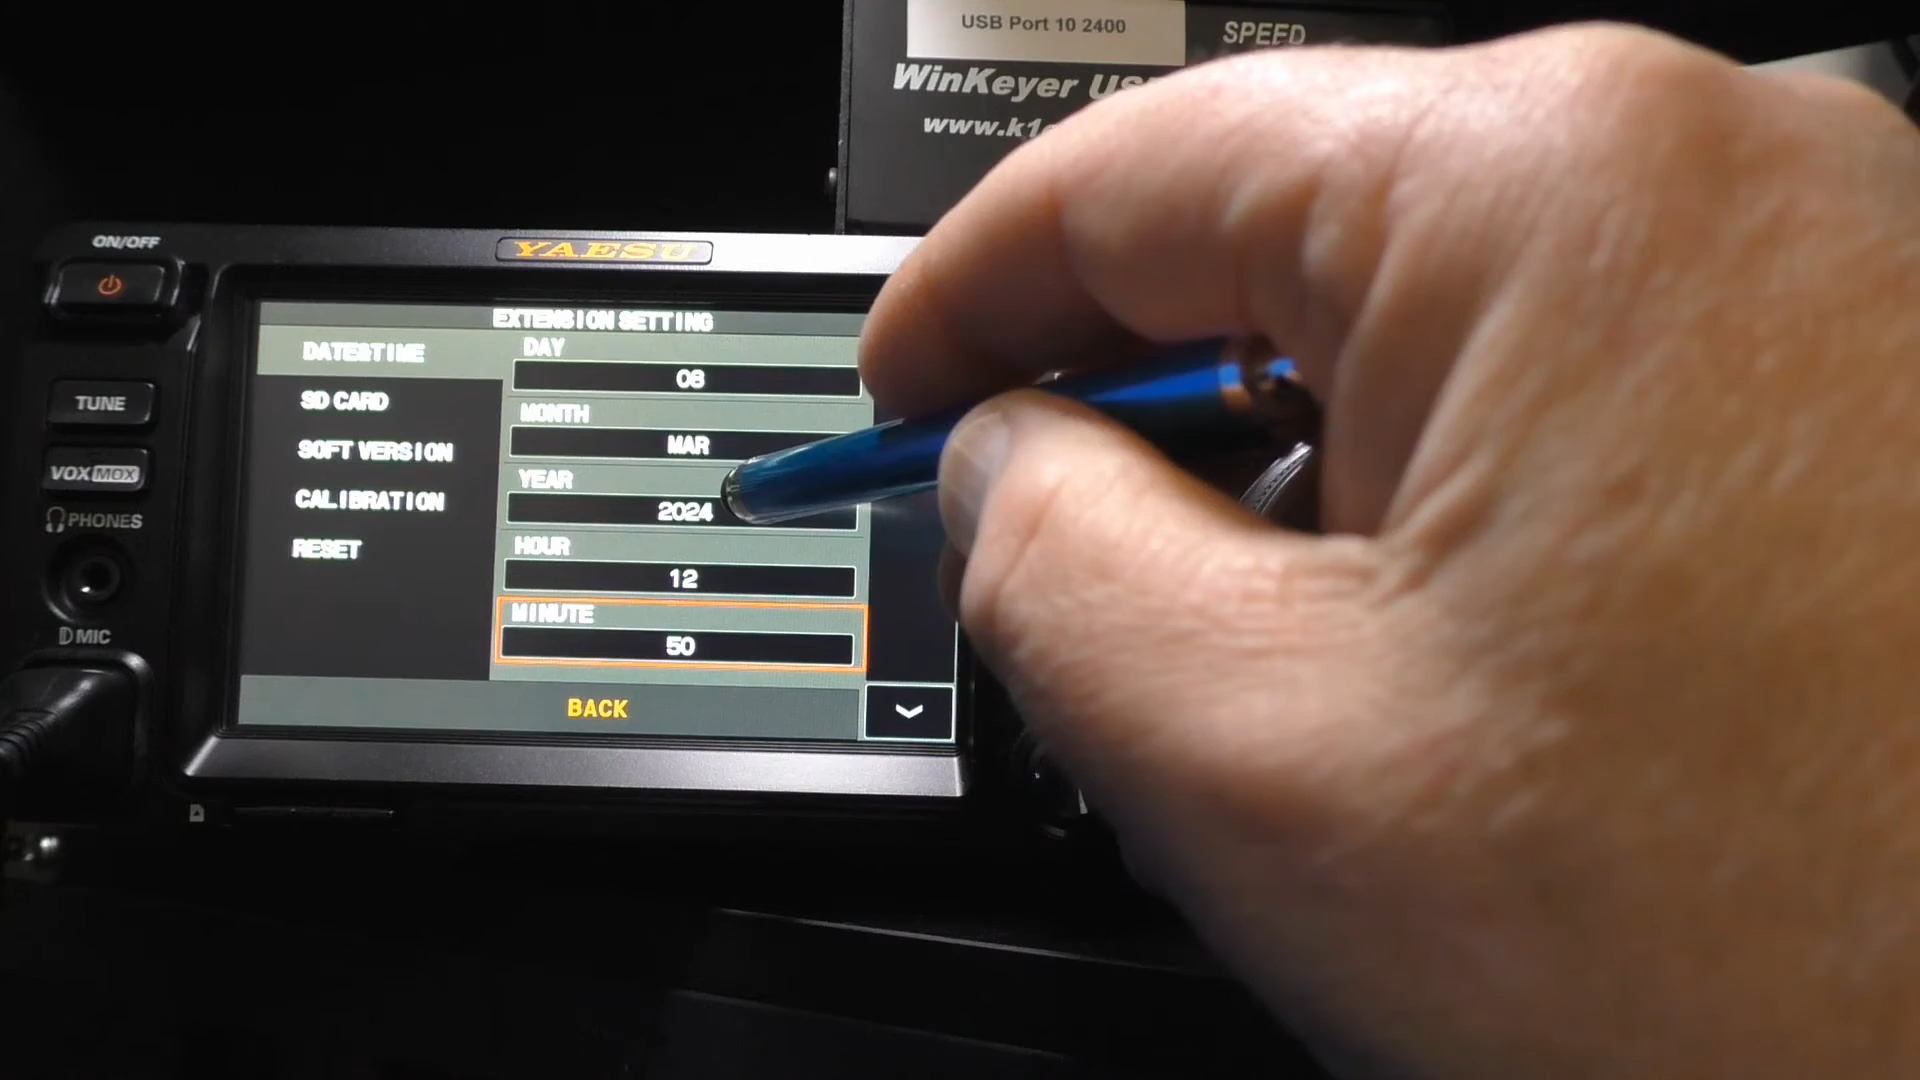 USB Port 10 2400
SPEED
WinKeyer
www.k1
ON/OFF
YAESU
EXTENSION SETTING
DATE&TIME
DAY
08
SD CARD
MONTH
MAR
TUNE
SOFT VERSION
YEAR
2024
VOX MOX
CALIBRATION
HOUR
12
PHONES
RESET
MINUTE
50
MIC
BACK